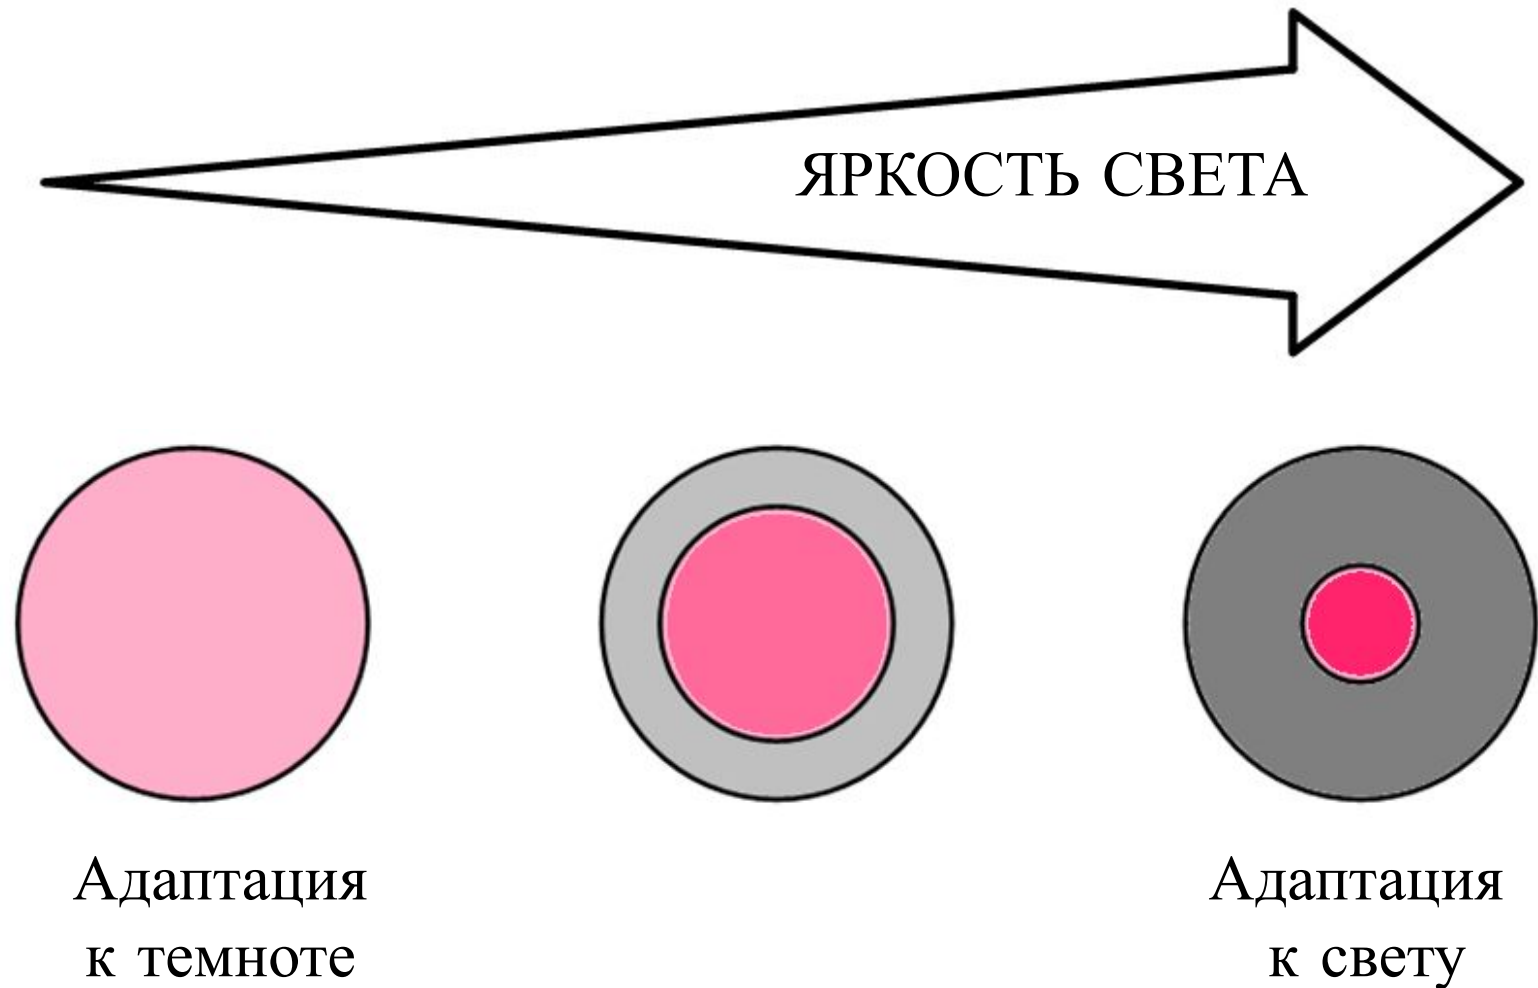 ЯРКОСТЬ СВЕТА
Адаптация
к темноте
Адаптация
к свету